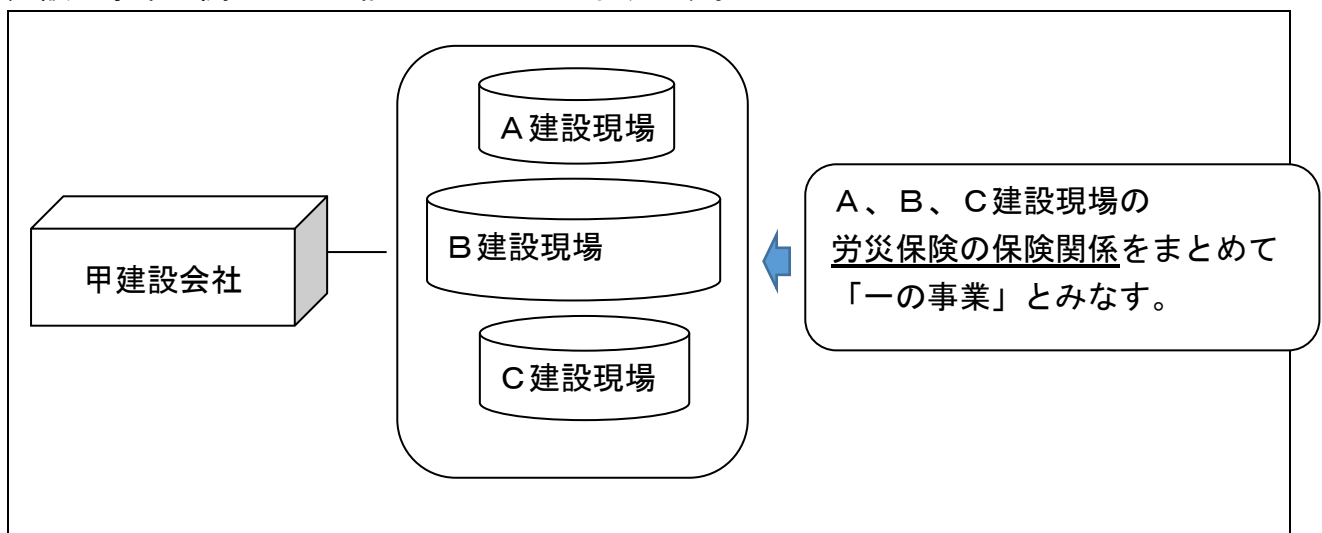 甲建設会社
A建設現場
B建設現場
C建設現場
A、B、C建設現場の
労災保険の保険関係をまとめて
「一の事業」とみなす。